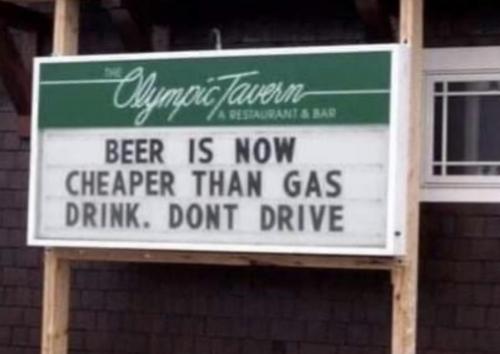 THE
Olympic Tavern
A RESTAURANT & BAR
BEER IS NOW
CHEAPER THAN GAS
DRINK. DONT DRIVE